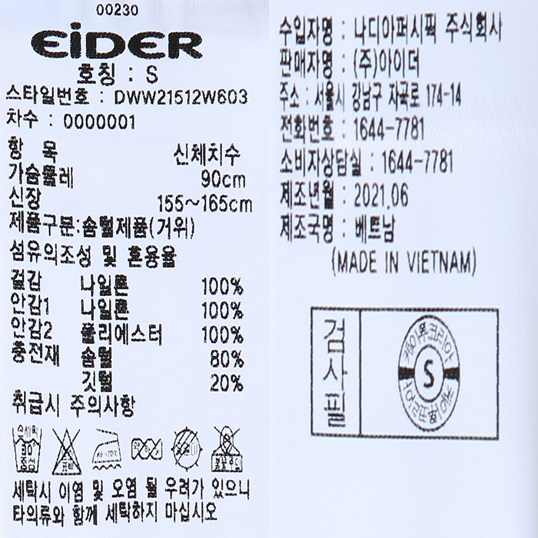 00230
EiDER
호칭 : S
스타일번호 : DWW21512W603
차수 : 0000001
항 목 신체치수
가슴둘레 90cm
신장 155~165cm
제품구분:솜털제품(거위)
섬유의조성 및 혼용율
겉감 나일론 100%
안감1 나일론 100%
안감2 폴리에스터 100%
충전재 솜털 80%
깃털 20%
취급시 주의사항
세탁시 이염 및 오염 될 우려가 있으니
타의류와 함께 세탁하지 마십시오
수입자명 : 나디아퍼시픽 주식회사
판매자명 : (주)아이더
주소 : 서울시 강남구 자곡로 174-14
전화번호 : 1644-7781
소비자상담실 : 1644-7781
제조년월 : 2021.06
제조국명 : 베트남
(MADE IN VIETNAM)
검사필
S